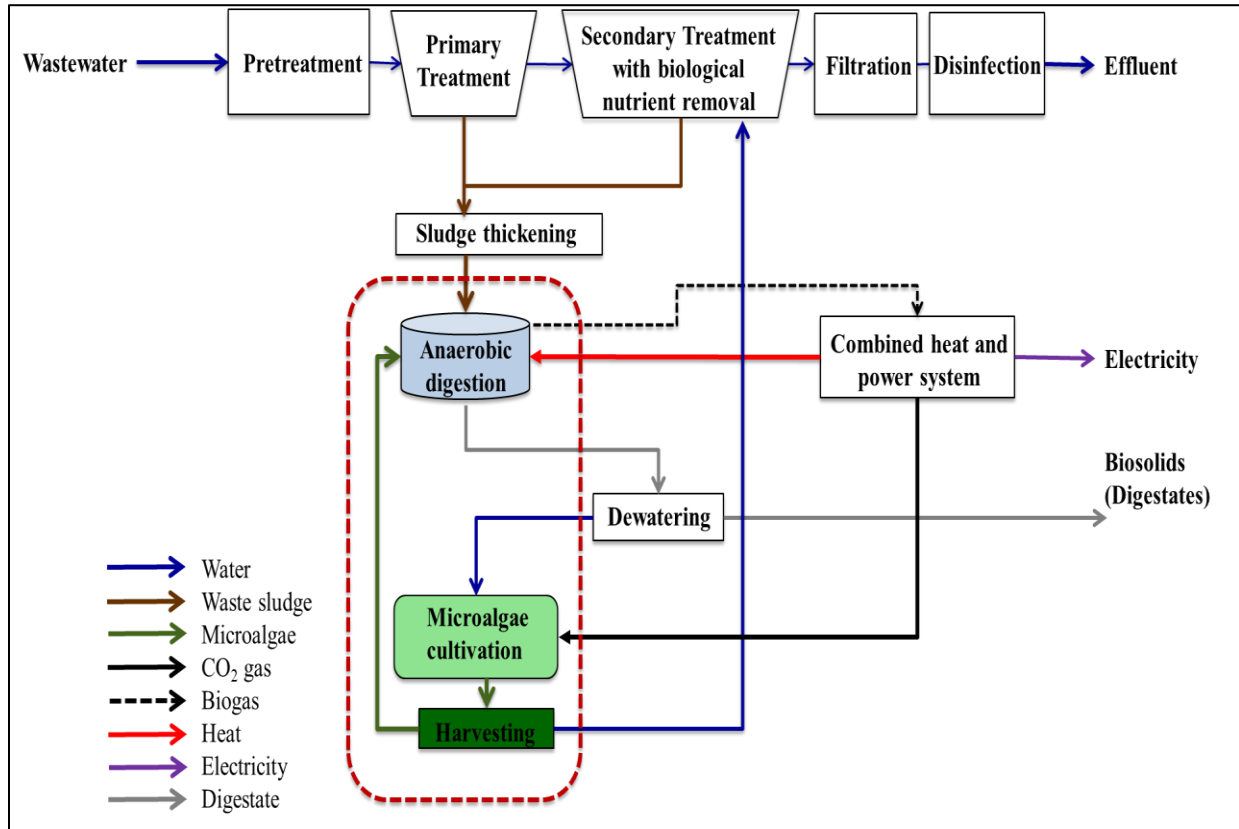 Wastewater
Pretreatment
Primary
Treatment
Secondary Treatment
with biological
nutrient removal
Filtration
Disinfection
Effluent
Sludge thickening
Anaerobic
digestion
Combined heat and
power system
Electricity
Biosolids
(Digestates)
Dewatering
Microalgae
cultivation
Harvesting
Water
Waste sludge
Microalgae
CO₂ gas
Biogas
Heat
Electricity
Digestate